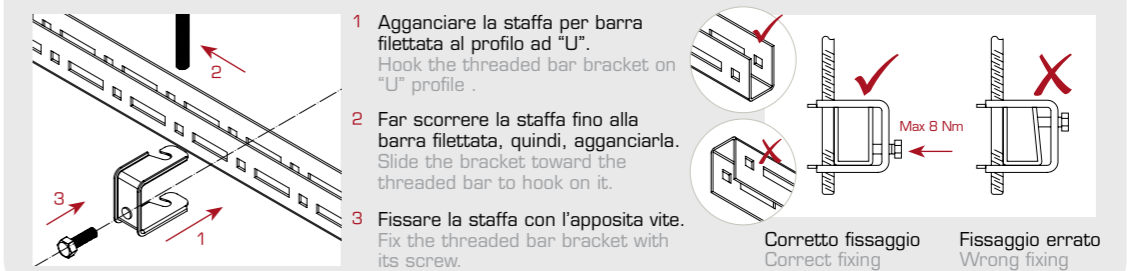 2
3
1
1 Agganciare la staffa per barra
filettata al profilo ad “U”.
Hook the threaded bar bracket on
“U” profile .
2 Far scorrere la staffa fino alla
barra filettata, quindi, agganciarla.
Slide the bracket toward the
threaded bar to hook on it.
3 Fissare la staffa con l’apposita vite.
Fix the threaded bar bracket with
its screw.
Max 8 Nm
Corretto fissaggio
Correct fixing
Fissaggio errato
Wrong fixing